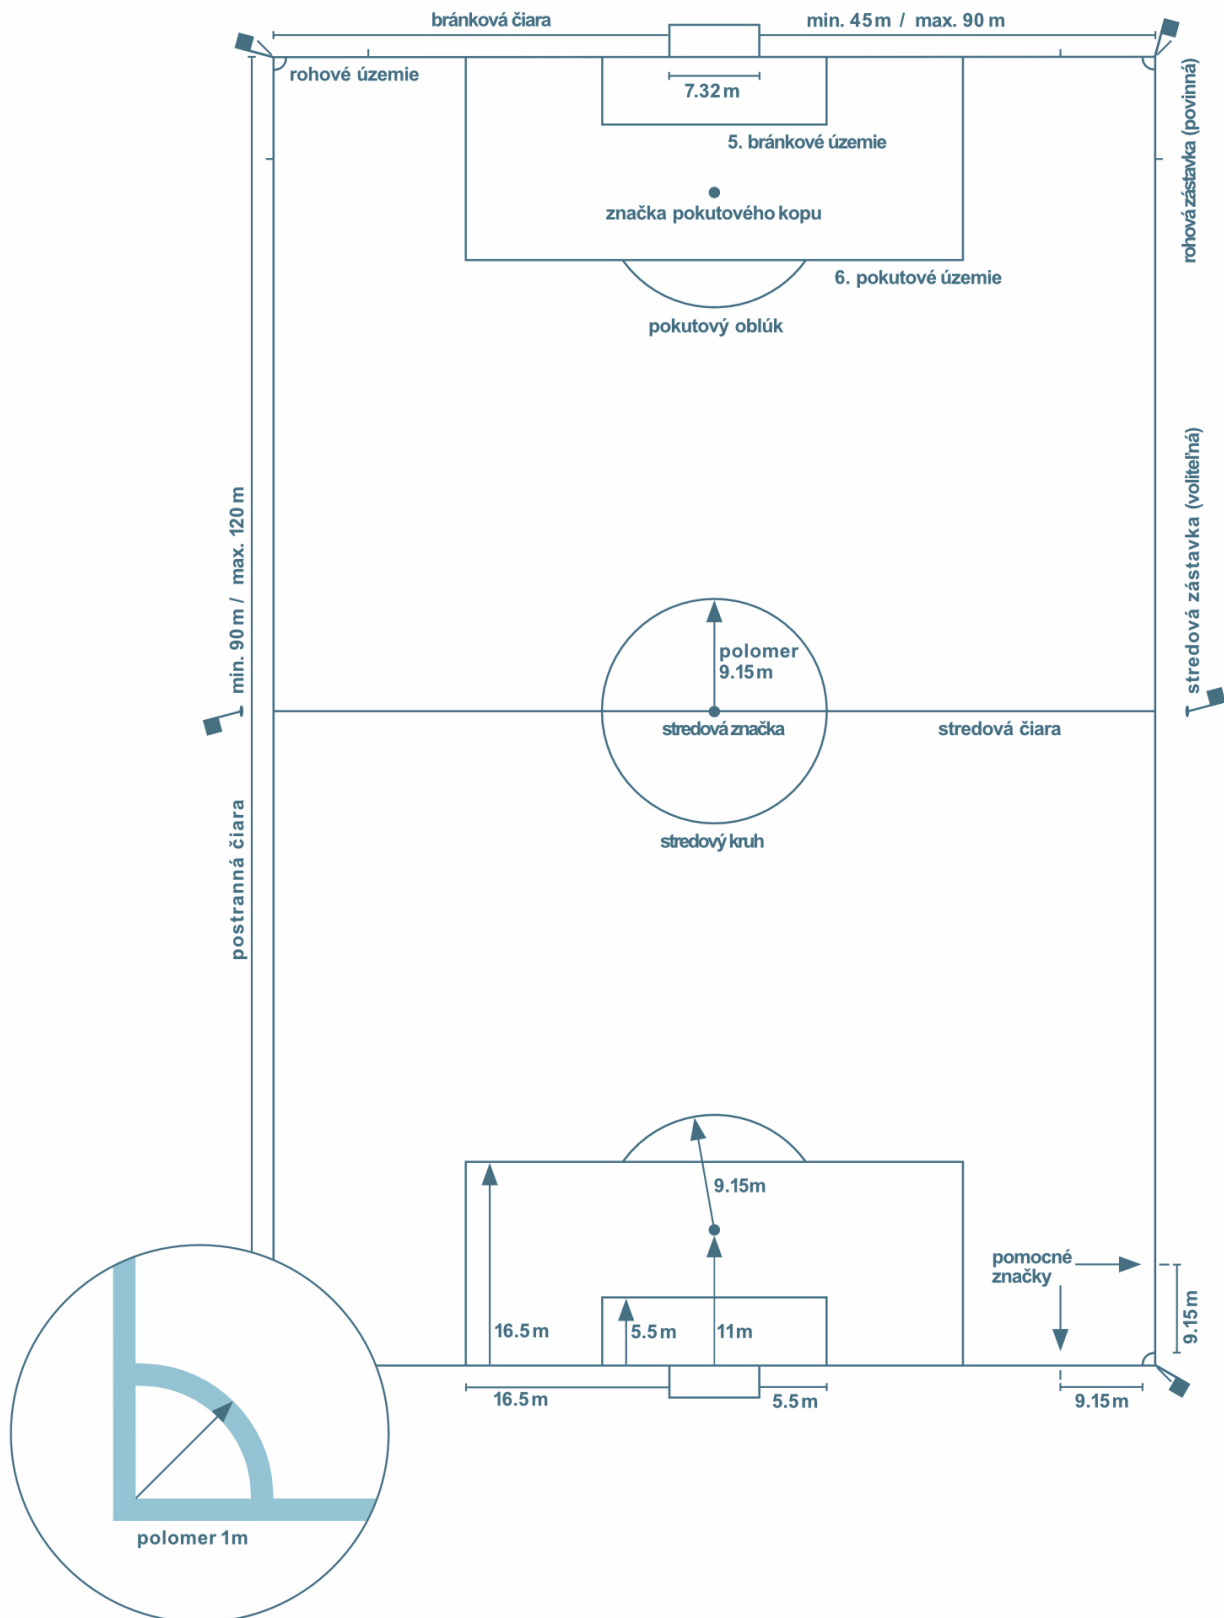 bránková čiara
min. 45 m / max. 90 m
rohové územie
7.32 m
5. bránkové územie
rohová zástavka (povinná)
značka pokutového kopu
6. pokutové územie
pokutový oblúk
min. 90 m / max. 120 m
stredová zástavka (voliteľná)
polomer
9.15 m
stredová značka
stredová čiara
postranná čiara
stredový kruh
9.15m
pomocné
značky
9.15 m
16.5 m
5.5 m
11m
16.5 m
5.5 m
9.15 m
polomer 1m